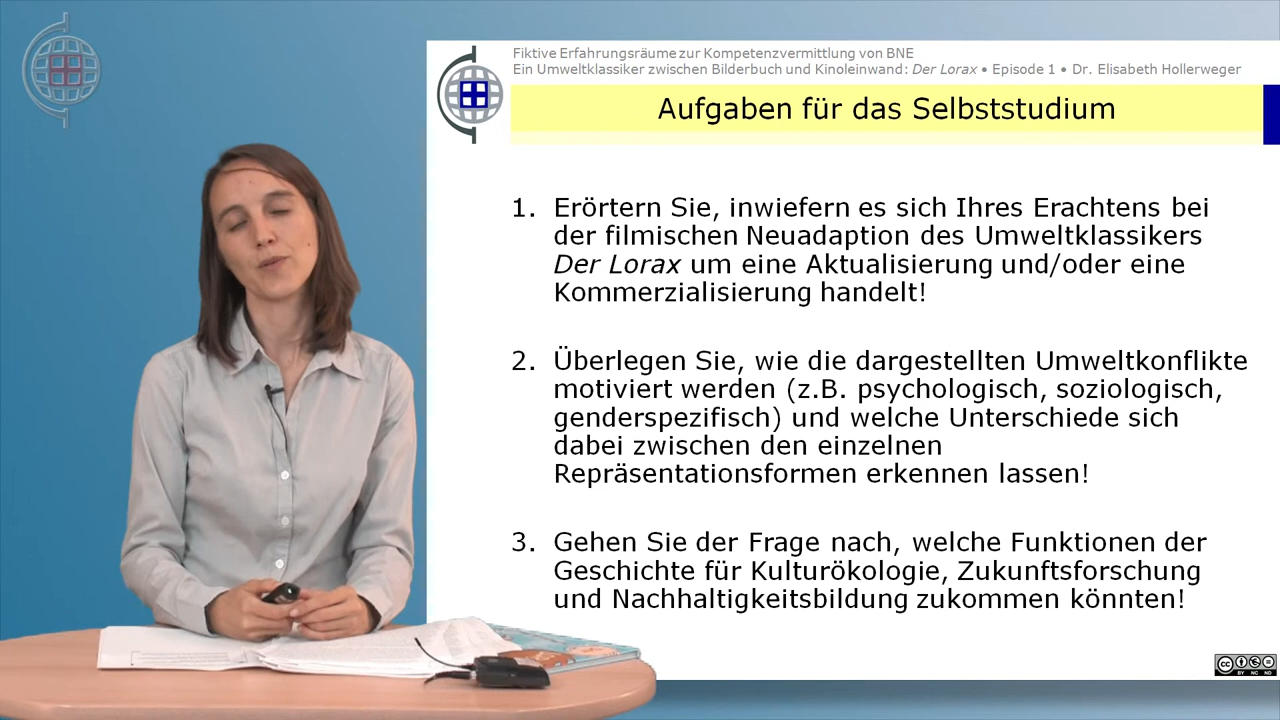 Fiktive Erfahrungsräume zur Kompetenzvermittlung von BNE
Ein Umweltklassiker zwischen Bilderbuch und Kinoleinwand: Der Lorax • Episode 1 • Dr. Elisabeth Hollerweger
Aufgaben für das Selbststudium
1. Erörtern Sie, inwiefern es sich Ihres Erachtens bei
der filmischen Neuadaption des Umweltklassikers
Der Lorax um eine Aktualisierung und/oder eine
Kommerzialisierung handelt!
2. Überlegen Sie, wie die dargestellten Umweltkonflikte
motiviert werden (z.B. psychologisch, soziologisch,
genderspezifisch) und welche Unterschiede sich
dabei zwischen den einzelnen
Repräsentationsformen erkennen lassen!
3. Gehen Sie der Frage nach, welche Funktionen der
Geschichte für Kulturökologie, Zukunftsforschung
und Nachhaltigkeitsbildung zukommen könnten!
cc
BY NC ND